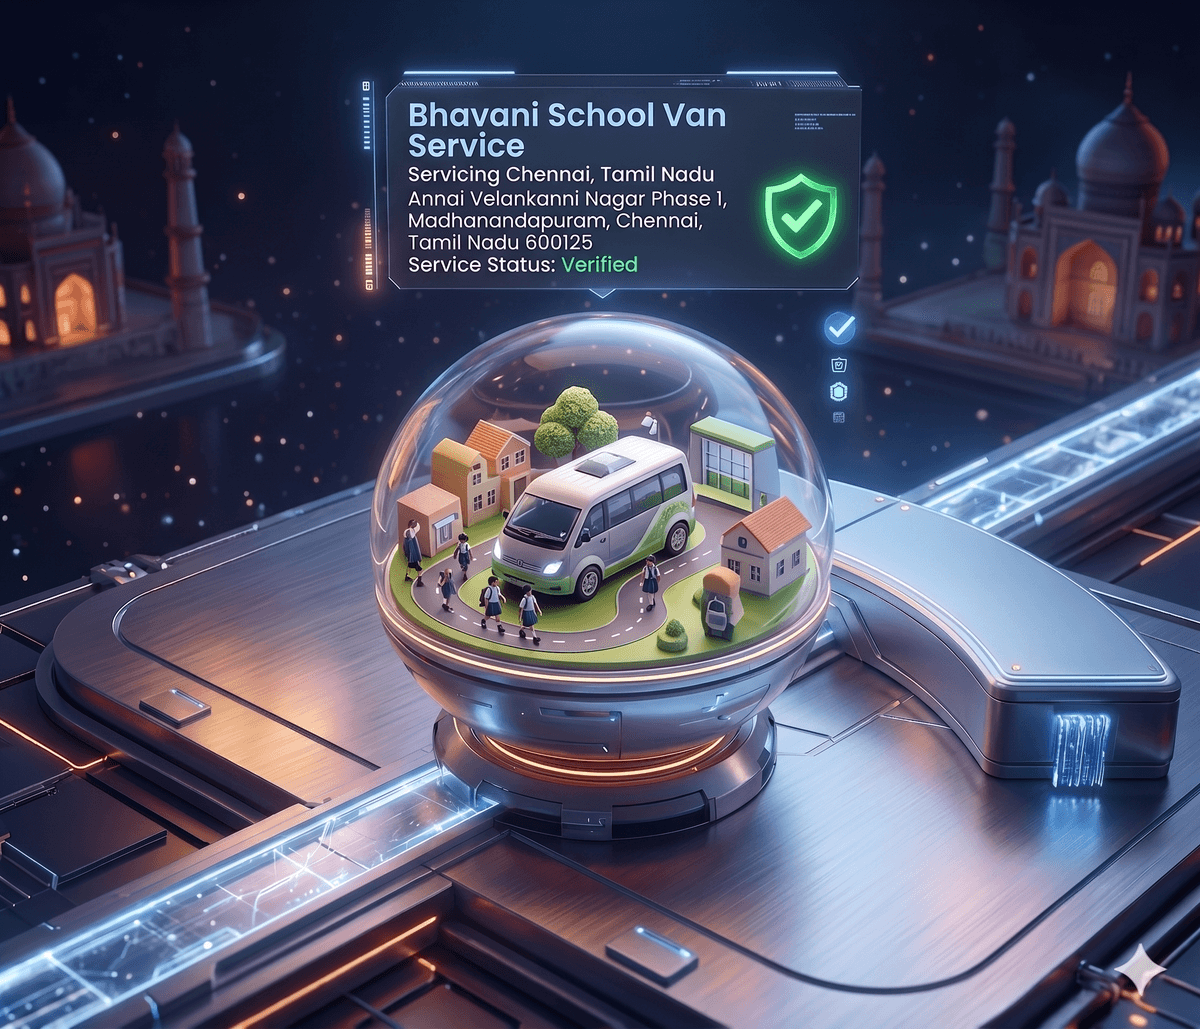 Bhavani School Van
Service
Servicing Chennai, Tamil Nadu
Annai Velankanni Nagar Phase 1,
Madhanandapuram, Chennai,
Tamil Nadu 600125
Service Status: Verified